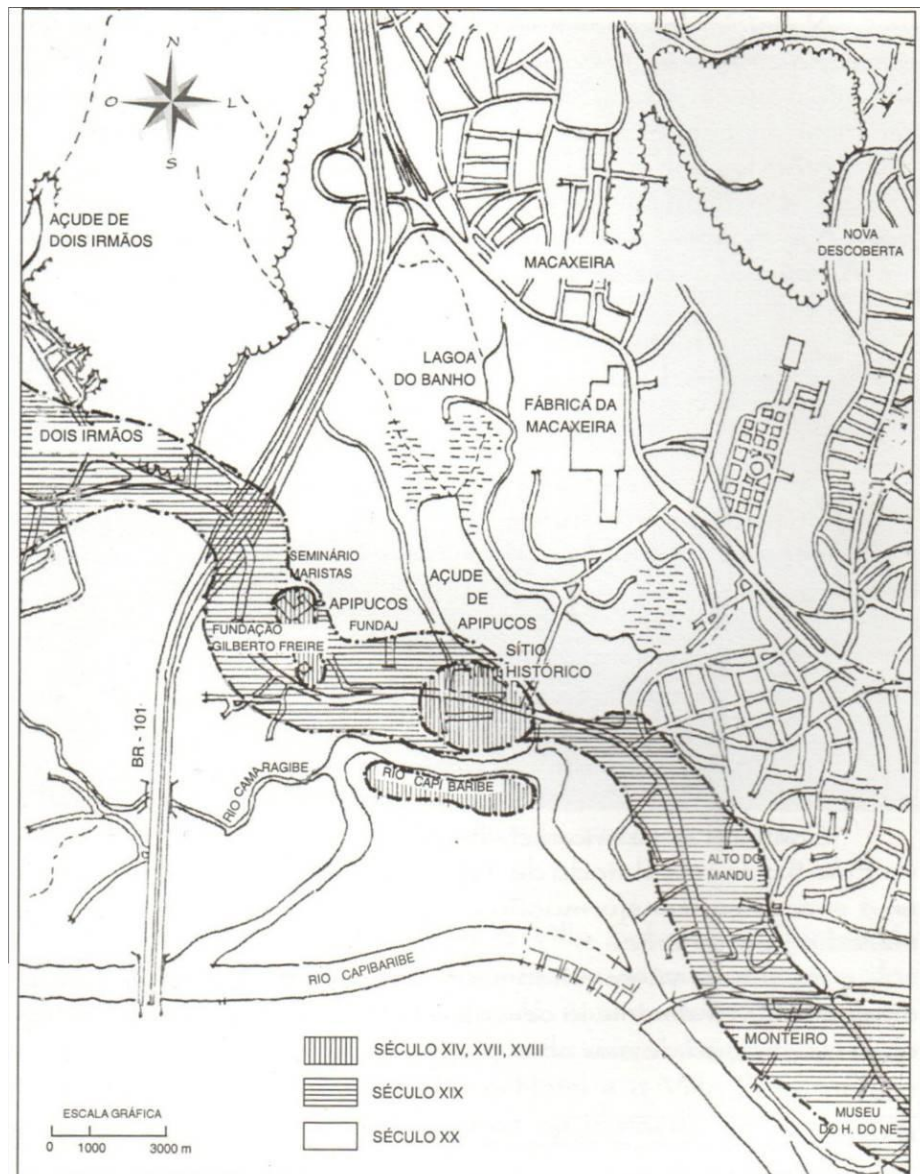 N
O
L
S
AÇUDE DE
DOIS IRMÃOS
NOVA
DESCOBERTA
MACAXEIRA
LAGOA
DO BANHO
FÁBRICA DA
MACAXEIRA
DOIS IRMÃOS
SEMINÁRIO
MARISTAS
APIPUCOS
FUNDAJ
AÇUDE
DE
APIPUCOS
FUNDAÇÃO
GILBERTO FREIRE
SÍTIO
HISTÓRICO
BR - 101
RIO CAMARAGIBE
RIO CAPIBARIBE
ALTO DO
MANDU
RIO CAPIBARIBE
MONTEIRO
MUSEU
DO H. DO NE
SÉCULO XIV, XVII, XVIII
SÉCULO XIX
SÉCULO XX
ESCALA GRÁFICA
0 1000 3000 m